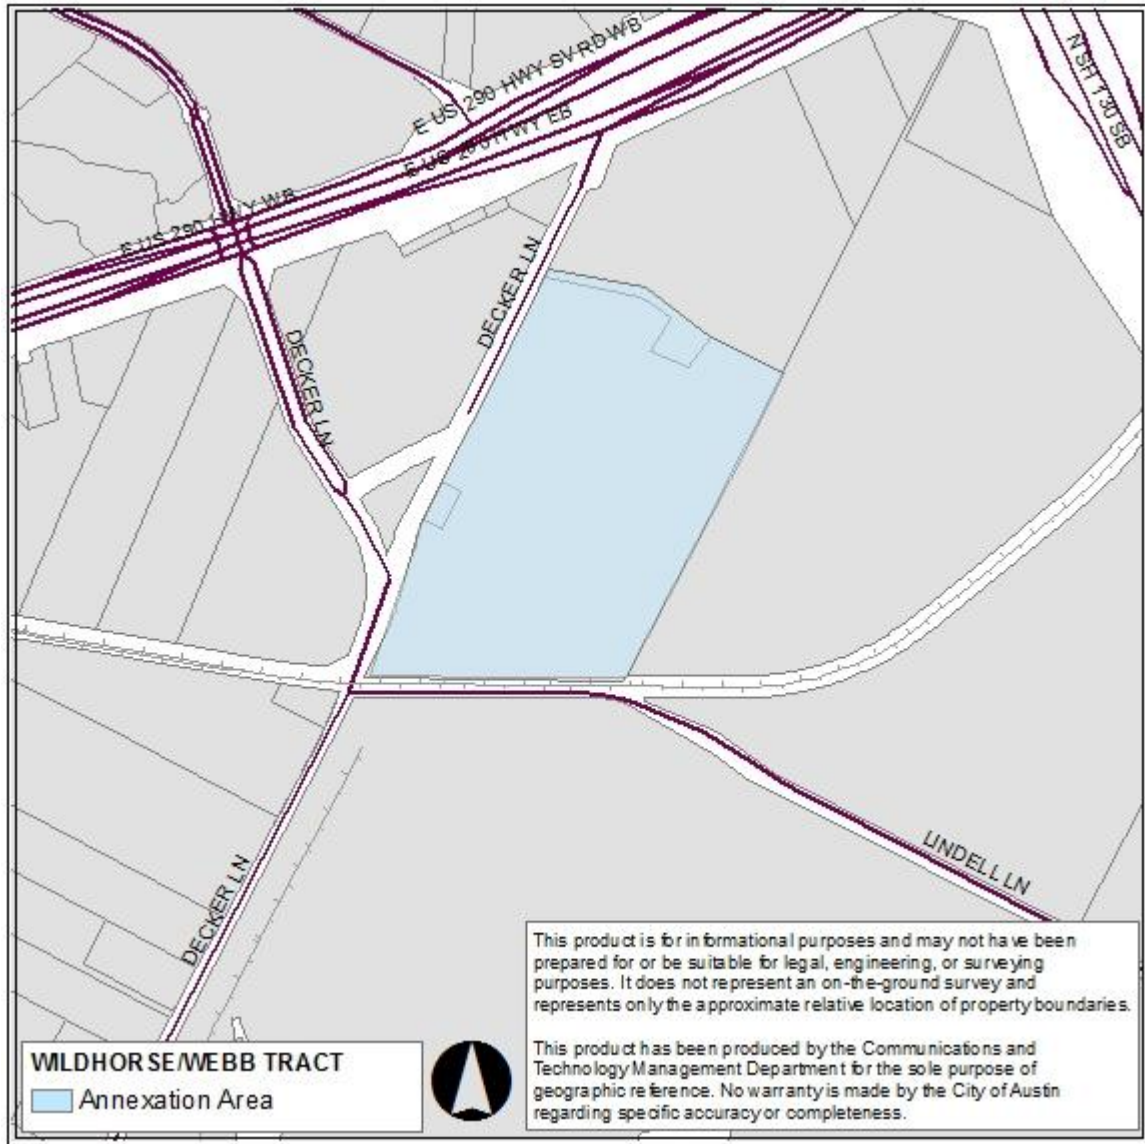 E US 290 HWY SVRD WB
N SH 130 SB
E US 290 HWY EB
E US 290 HWY WB
DECKER LN
DECKER LN
LINDELL LN
DECKER LN
This product is for informational purposes and may not have been
prepared for or be suitable for legal, engineering, or surveying
purposes. It does not represent an on-the-ground survey and
represents only the approximate relative location of property boundaries.
This product has been produced by the Communications and
Technology Management Department for the sole purpose of
geographic reference. No warranty is made by the City of Austin
regarding specific accuracy or completeness.
WILDHORSE/WEBB TRACT
Annexation Area